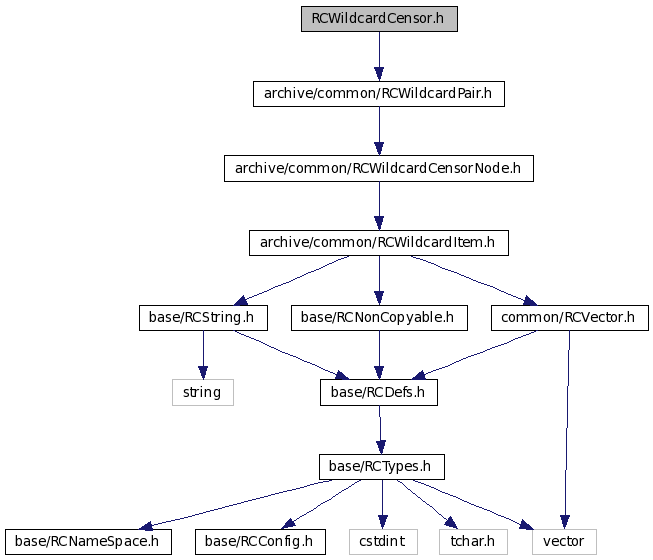 RCWildcardCensor.h
archive/common/RCWildcardPair.h
archive/common/RCWildcardCensorNode.h
archive/common/RCWildcardItem.h
base/RCString.h
base/RCNonCopyable.h
common/RCVector.h
string
base/RCDefs.h
base/RCTypes.h
base/RCNameSpace.h
base/RCConfig.h
cstdint
tchar.h
vector